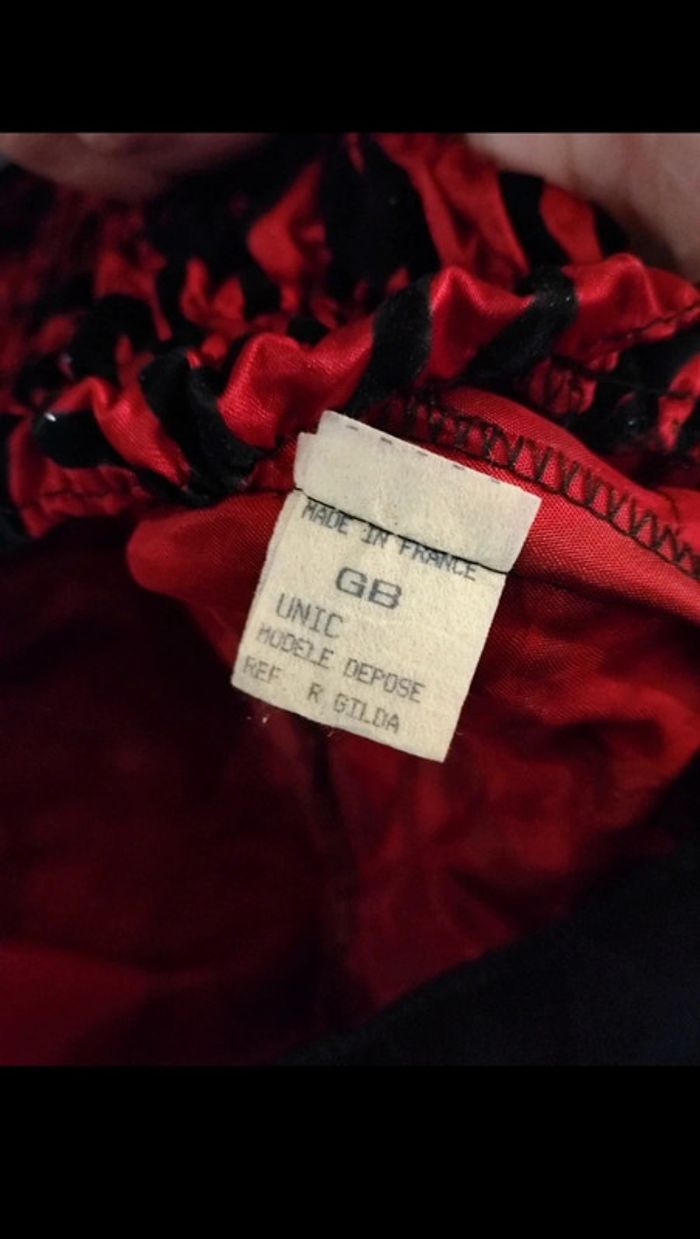 MADE IN FRANCE
GB
UNIC
MODELE DEPOSE
REF R GILDA